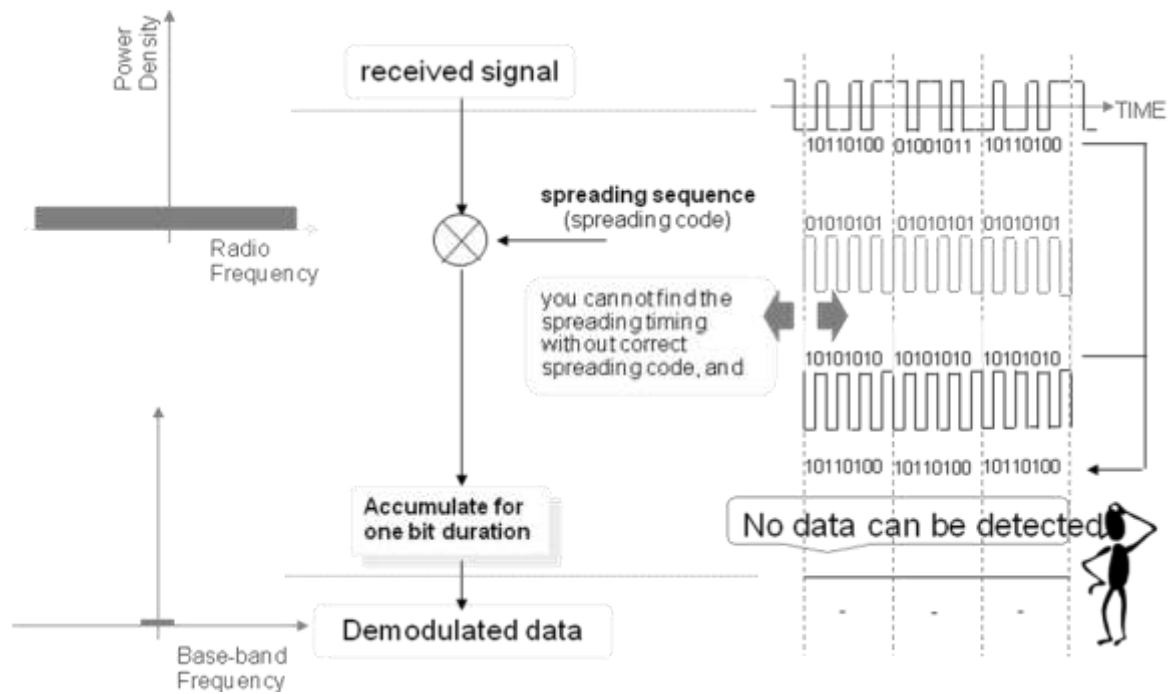 Power
Density
received signal
TIME
10110100 01001011 10110100
spreading sequence
(spreading code)
01010101 01010101 01010101
Radio
Frequency
you cannot find the
spreading timing
without correct
spreading code, and
10101010 10101010 10101010
10110100 10110100 10110100
Accumulate for
one bit duration
No data can be detected
- - -
Demodulated data
Base-band
Frequency